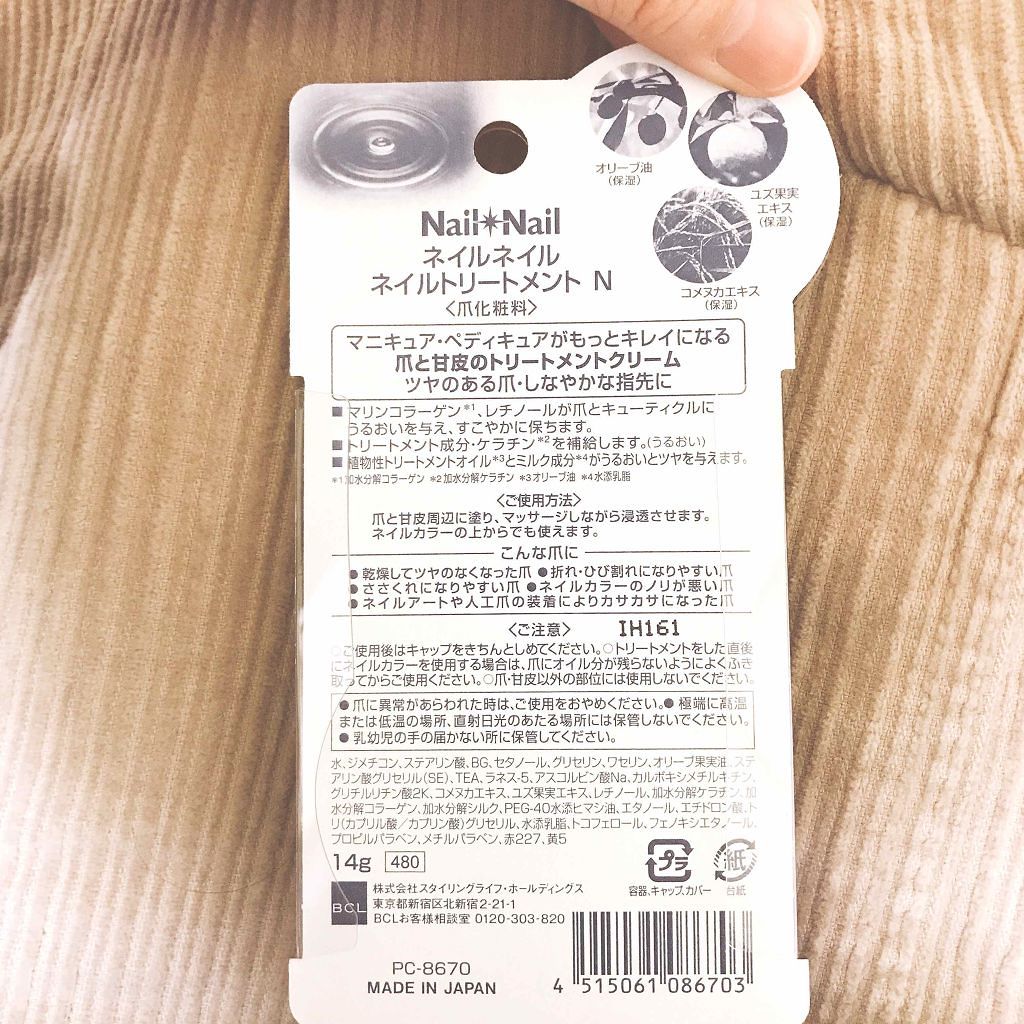 オリーブ油
(保湿)
ユズ果実
エキス
(保湿)
コメヌカエキス
(保湿)
Nail Nail
ネイルネイル
ネイルトリートメント N
〈爪化粧料〉
マニキュア・ペディキュアがもっとキレイになる
爪と甘皮のトリートメントクリーム
ツヤのある爪・しなやかな指先に
■マリンコラーゲン*1、レチノールが爪とキューティクルに
うるおいを与え、すこやかに保ちます。
■トリートメント成分・ケラチン*2を補給します。(うるおい)
■植物性トリートメントオイル*3とミルク成分*4がうるおいとツヤを与えます。
*1加水分解コラーゲン *2加水分解ケラチン *3オリーブ油 *4水添乳脂
〈ご使用方法〉
爪と甘皮周辺に塗り、マッサージしながら浸透させます。
ネイルカラーの上からでも使えます。
こんな爪に
●乾燥してツヤのなくなった爪 ●折れ・ひび割れになりやすい爪
●ささくれになりやすい爪 ●ネイルカラーのノリが悪い爪
●ネイルアートや人工爪の装着によりカサカサになった爪
〈ご注意〉 IH161
○ご使用後はキャップをきちんとしめてください。○トリートメントをした直後
にネイルカラーを使用する場合は、爪にオイル分が残らないようによくふき
取ってからご使用ください。○爪・甘皮以外の部位には使用しないでください。
●爪に異常があらわれた時は、ご使用をおやめください。●極端に高温
または低温の場所、直射日光のあたる場所には保管しないでください。
●乳幼児の手の届かない所に保管してください。
水、ジメチコン、ステアリン酸、BG、セタノール、グリセリン、ワセリン、オリーブ果実油、ステ
アリン酸グリセリル(SE)、TEA、ラネス-5、アスコルビン酸Na、カルボキシメチルキチン、
グリチルリチン酸2K、コメヌカエキス、ユズ果実エキス、レチノール、加水分解ケラチン、加
水分解コラーゲン、加水分解シルク、PEG-40水添ヒマシ油、エタノール、エチドロン酸、ト
リ(カプリル酸/カプリン酸)グリセリル、水添乳脂、トコフェロール、フェノキシエタノール、
プロピルパラベン、メチルパラベン、赤227、黄5
14g 480
プラ
容器、キャップ、カバー
紙
台紙
BCL
株式会社スタイリングライフ・ホールディングス
東京都新宿区北新宿2-21-1
BCLお客様相談室 0120-303-820
PC-8670
MADE IN JAPAN
4 515061 086703